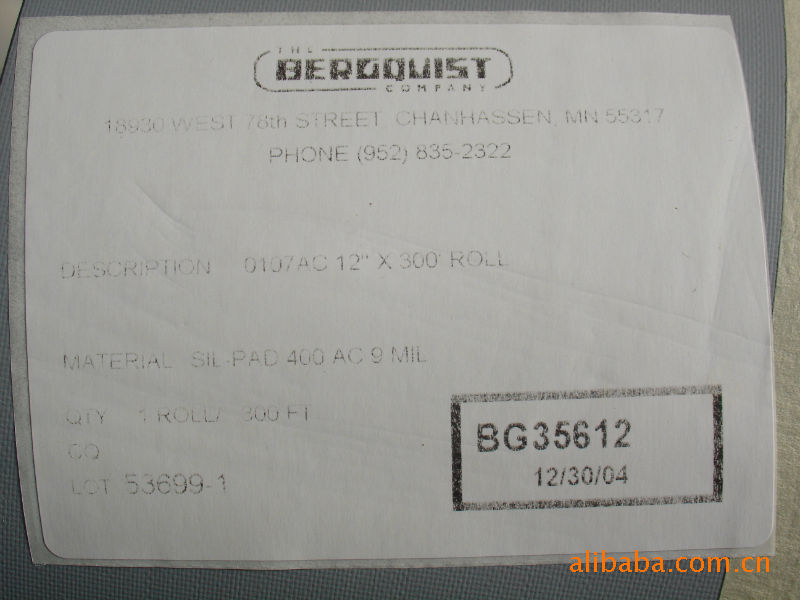 THE
BERGQUIST
COMPANY
18930 WEST 78th STREET, CHANHASSEN, MN 55317
PHONE (952) 835-2322
DESCRIPTION 0107AC 12" X 300' ROLL
MATERIAL SIL-PAD 400 AC 9 MIL
QTY 1 ROLL/ 300 FT
CO
LOT 53699-1
BG35612
12/30/04
alibaba.com.cn